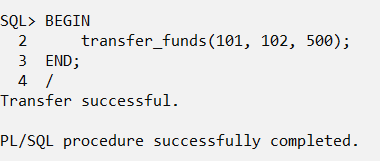 SQL> BEGIN
  2      transfer_funds(101, 102, 500);
  3  END;
  4  /
Transfer successful.

PL/SQL procedure successfully completed.